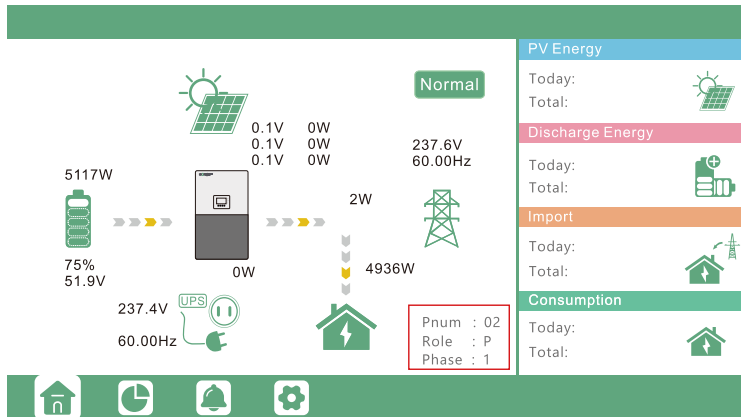 Normal
0.1V 0W
0.1V 0W
0.1V 0W
237.6V
60.00Hz
5117W
2W
75%
51.9V
0W
4936W
237.4V
UPS
60.00Hz
Pnum : 02
Role : P
Phase : 1
PV Energy
Today:
Total:
Discharge Energy
Today:
Total:
Import
Today:
Total:
Consumption
Today:
Total: